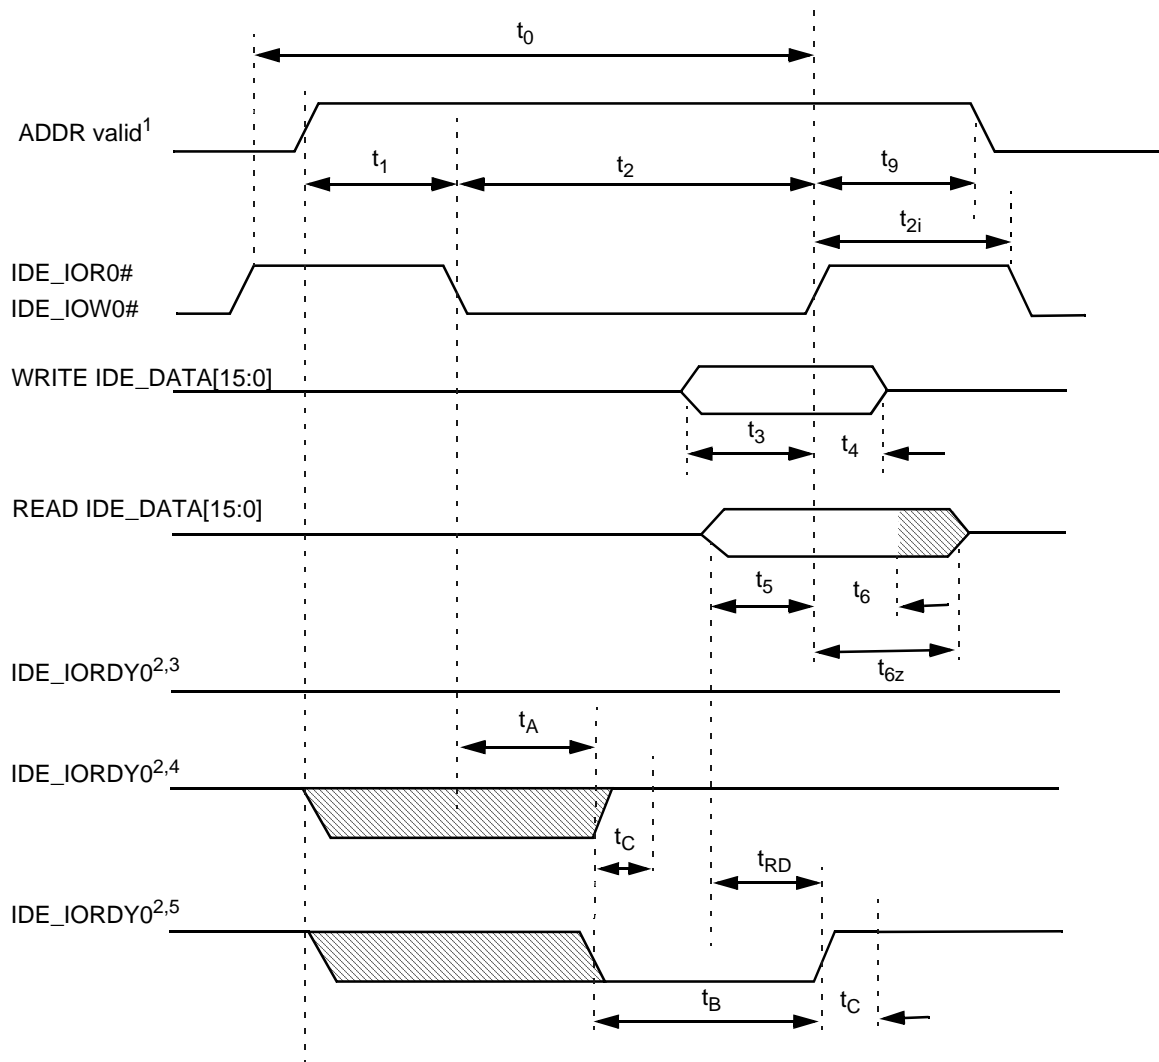 t0
ADDR valid1
t1
t2
t9
t2i
IDE_IOR0#
IDE_IOW0#
WRITE IDE_DATA[15:0]
t3
t4
READ IDE_DATA[15:0]
t5
t6
t6z
IDE_IORDY02,3
tA
IDE_IORDY02,4
tC
tRD
IDE_IORDY02,5
tB
tC